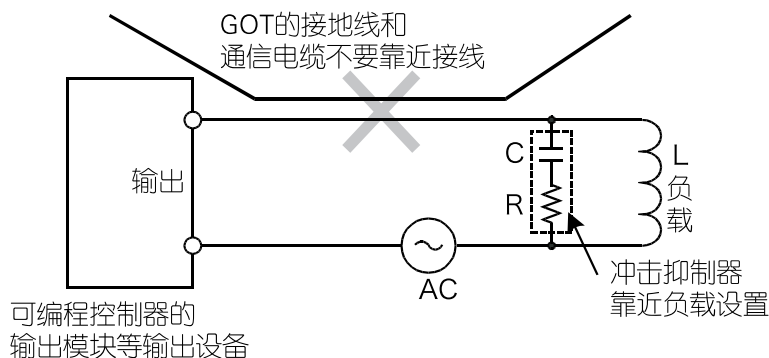 GOT的接地线和
通信电缆不要靠近接线
输出
C
R
L
负
载
AC
冲击抑制器
靠近负载设置
可编程控制器的
输出模块等输出设备